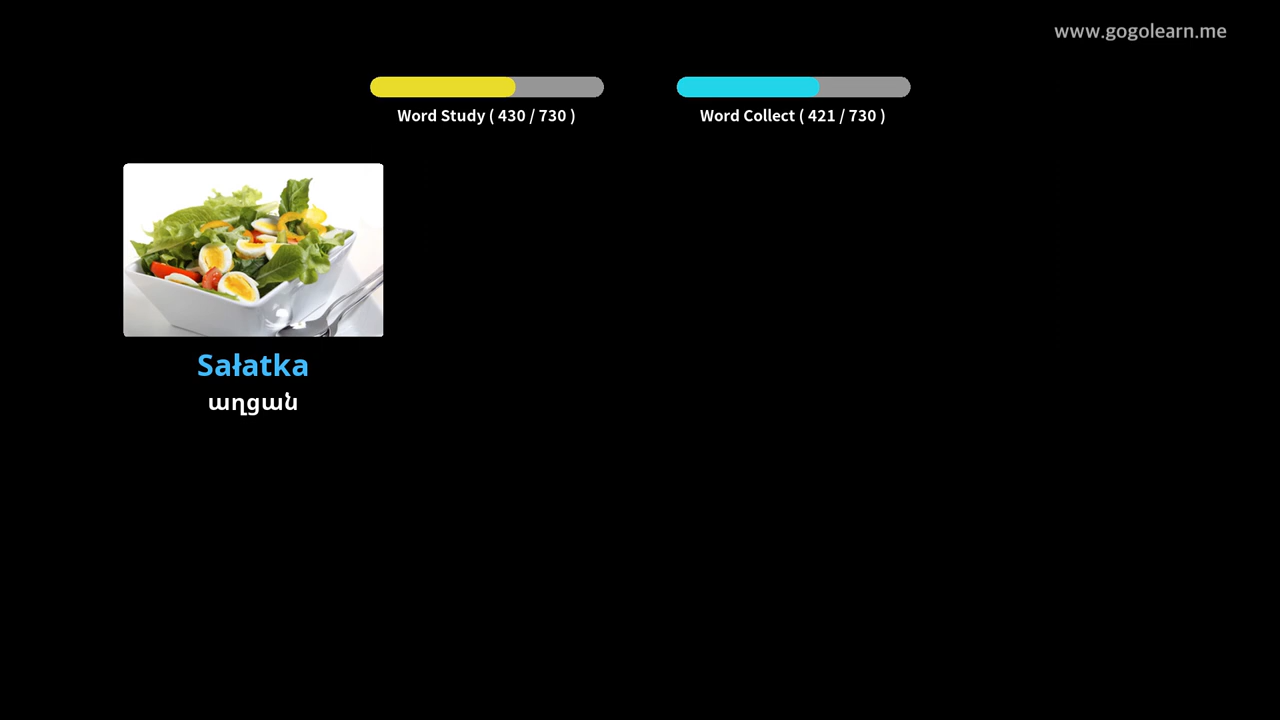 www.gogolearn.me
Word Study ( 430 / 730 )
Word Collect ( 421 / 730 )
Sałatka
աղցան